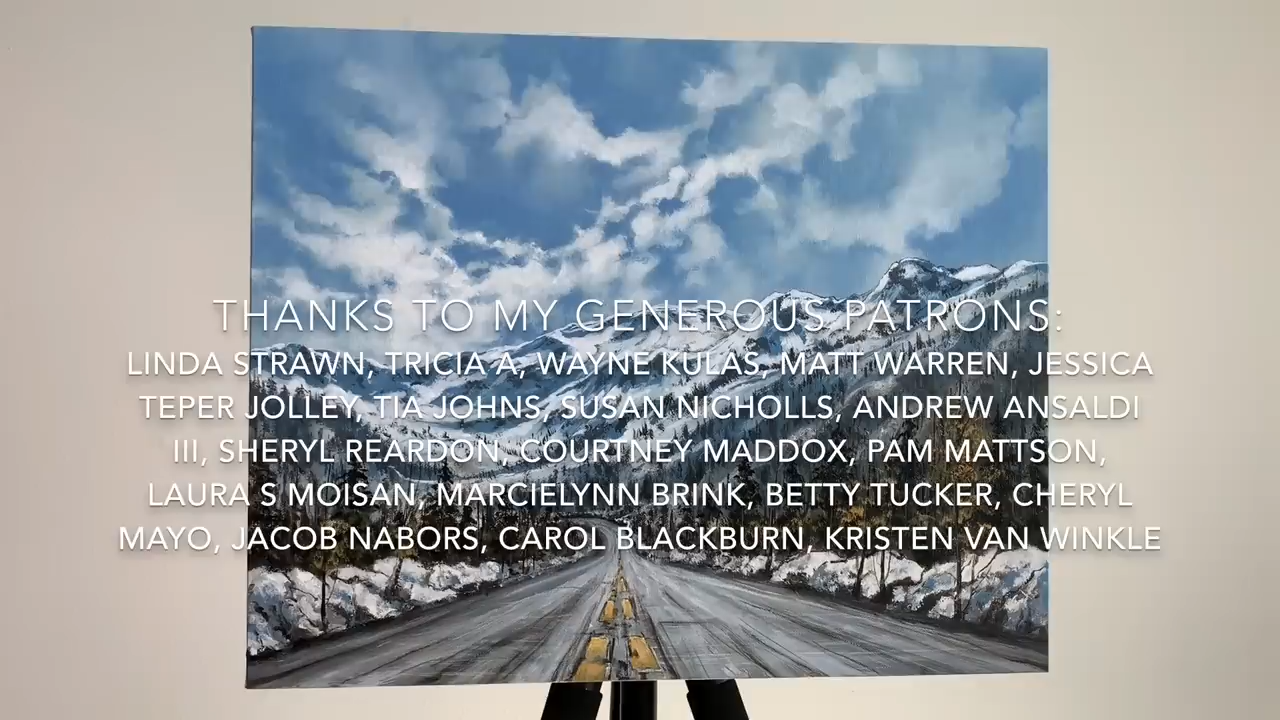 THANKS TO MY GENEROUS PATRONS:
LINDA STRAWN, TRICIA A, WAYNE KULAS, MATT WARREN, JESSICA
TEPER JOLLEY, TIA JOHNS, SUSAN NICHOLLS, ANDREW ANSALDI
III, SHERYL REARDON, COURTNEY MADDOX, PAM MATTSON,
LAURA S MOISAN, MARCIELYNN BRINK, BETTY TUCKER, CHERYL
MAYO, JACOB NABORS, CAROL BLACKBURN, KRISTEN VAN WINKLE